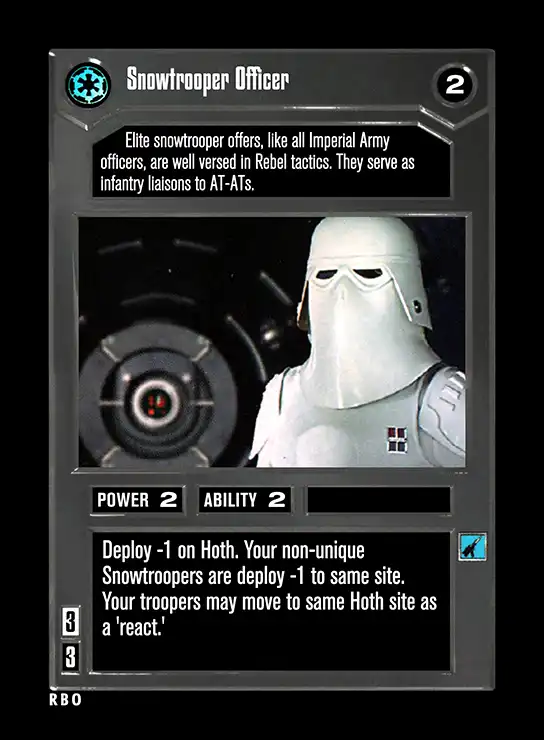 Snowtrooper Officer
2
Elite snowtrooper offers, like all Imperial Army
officers, are well versed in Rebel tactics. They serve as
infantry liaisons to AT-ATs.
POWER 2 ABILITY 2
Deploy -1 on Hoth. Your non-unique
Snowtroopers are deploy -1 to same site.
Your troopers may move to same Hoth site as
a 'react.'
3
3
RBO